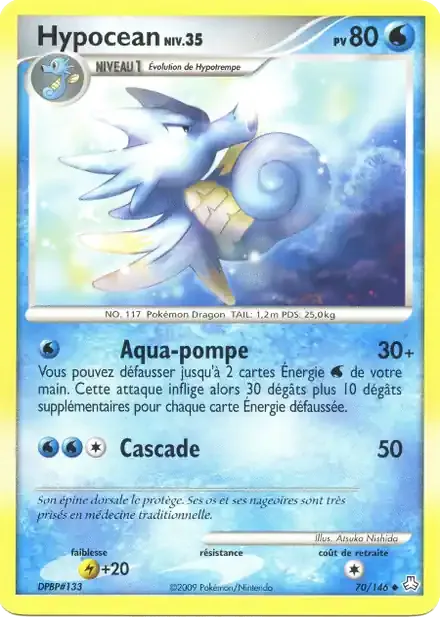 Hypocean NIV.35
PV 80
NIVEAU 1 Évolution de Hypotrempe
NO. 117 Pokémon Dragon TAIL: 1,2m PDS: 25,0kg
Aqua-pompe 30+
Vous pouvez défausser jusqu'à 2 cartes Énergie de votre
main. Cette attaque inflige alors 30 dégâts plus 10 dégâts
supplémentaires pour chaque carte Énergie défaussée.
Cascade 50
Son épine dorsale le protège. Ses os et ses nageoires sont très
prisés en médecine traditionnelle.
Illus. Atsuko Nishida
faiblesse résistance coût de retraite
+20
DPBP#133 ©2009 Pokémon/Nintendo 70/146